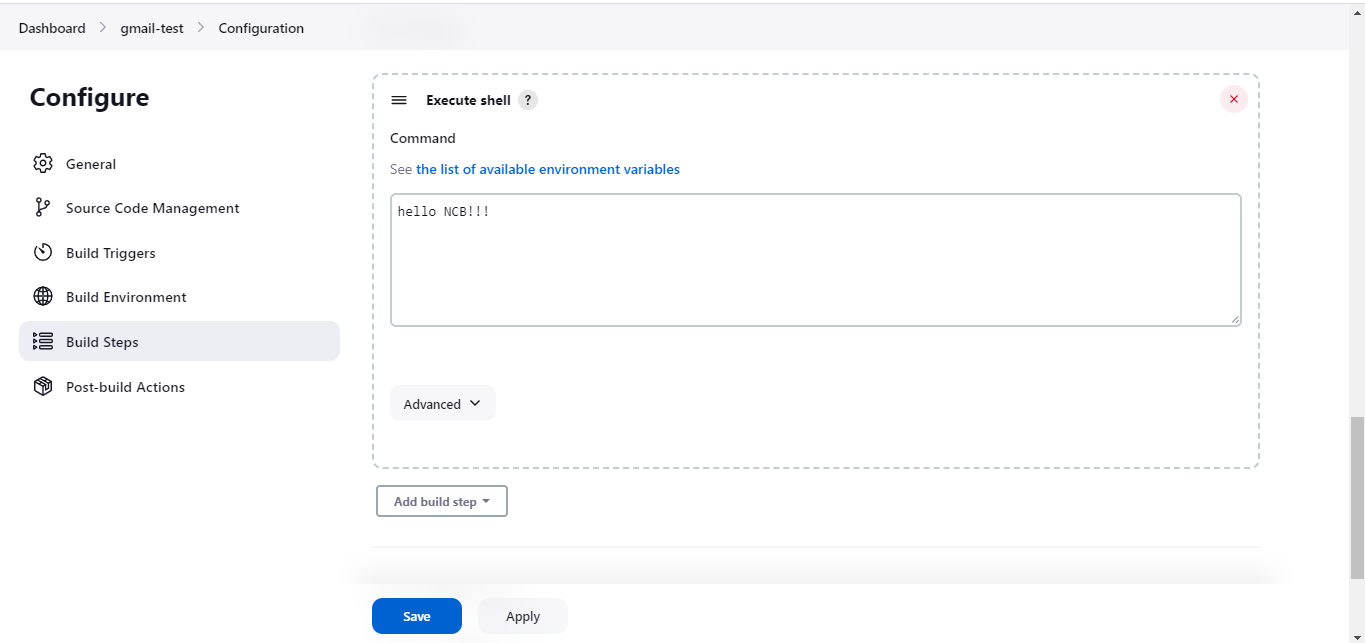 Dashboard > gmail-test > Configuration
Configure
General
Source Code Management
Build Triggers
Build Environment
Build Steps
Post-build Actions
Execute shell ?
Command
See the list of available environment variables
hello NCB!!!
Advanced
Add build step
Save
Apply